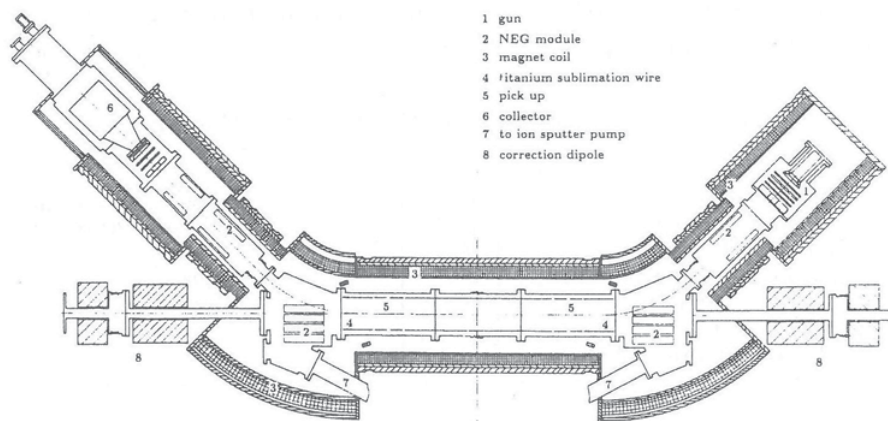 1 gun
2 NEG module
3 magnet coil
4 titanium sublimation wire
5 pick up
6 collector
7 to ion sputter pump
8 correction dipole
6
3
1
2
2
3
5
5
4
4
2
2
8
8
7
7
3